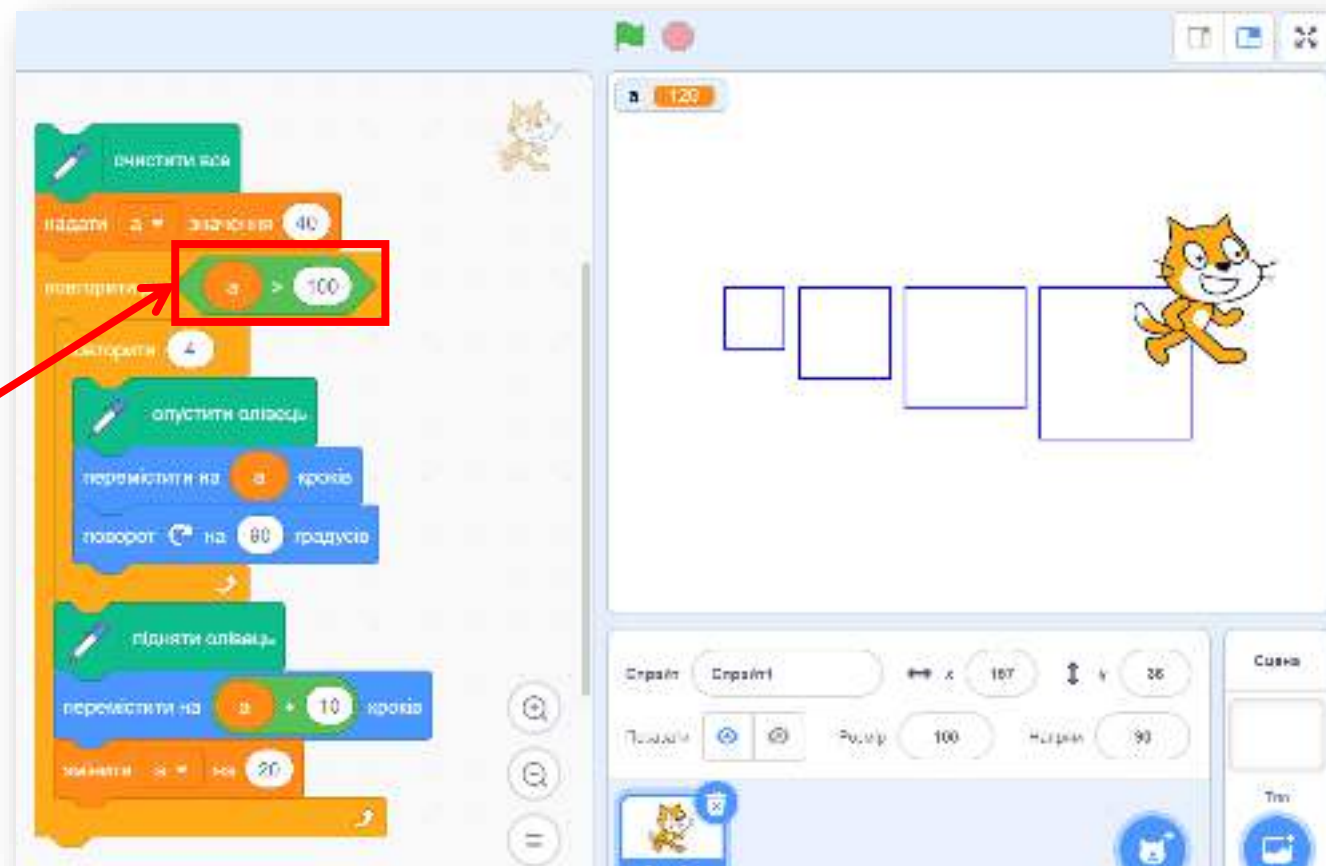 a 120
очистити все
надати a значення 40
повторити a > 100
повторити 4
опустити олівець
перемістити на a кроків
поворот на 90 градусів
підняти олівець
перемістити на a + 10 кроків
змінити a на 20
Спрайт Спрайт1 x 167 y 36
Показати Розмір 100 Напрям 90
Сцена
Тло